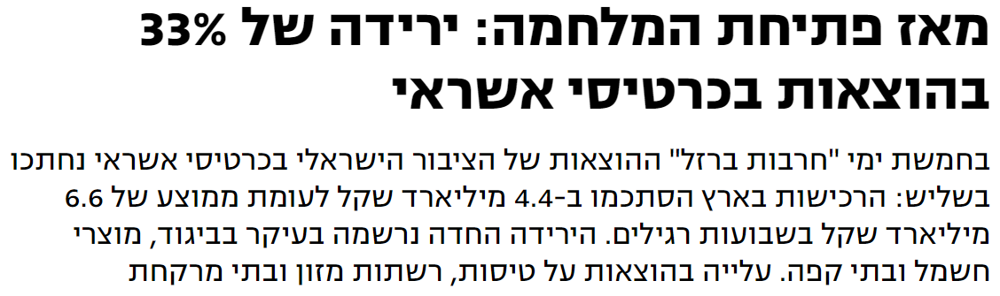 מאז פתיחת המלחמה: ירידה של 33%
בהוצאות בכרטיסי אשראי
בחמשת ימי "חרבות ברזל" ההוצאות של הציבור הישראלי בכרטיסי אשראי נחתכו
בשליש: הרכישות בארץ הסתכמו ב-4.4 מיליארד שקל לעומת ממוצע של 6.6
מיליארד שקל בשבועות רגילים. הירידה החדה נרשמה בעיקר בביגוד, מוצרי
חשמל ובתי קפה. עלייה בהוצאות על טיסות, רשתות מזון ובתי מרקחת